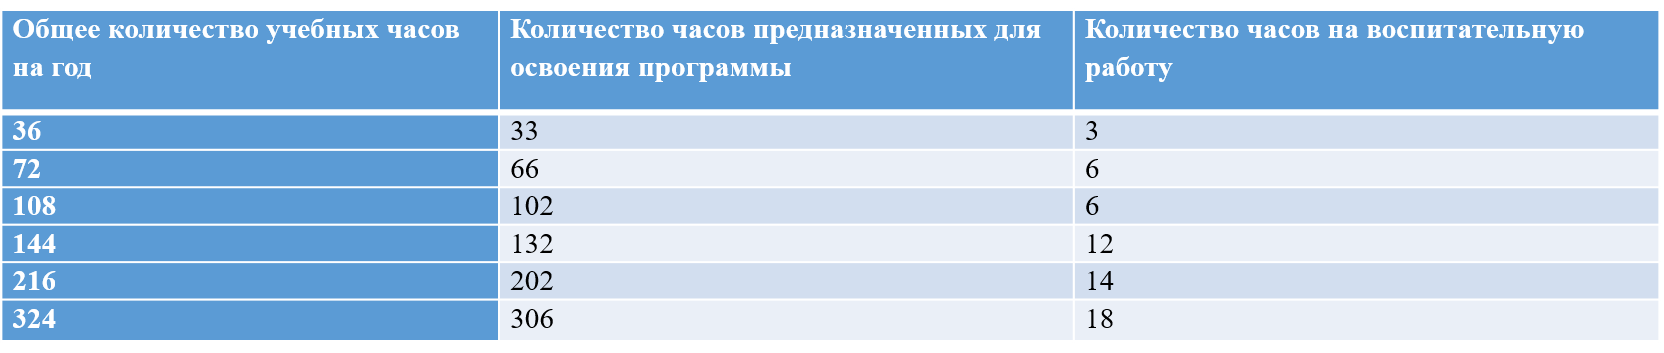 Общее количество учебных часов
на год
Количество часов предназначенных для
освоения программы
Количество часов на воспитательную
работу
36 33 3
72 66 6
108 102 6
144 132 12
216 202 14
324 306 18